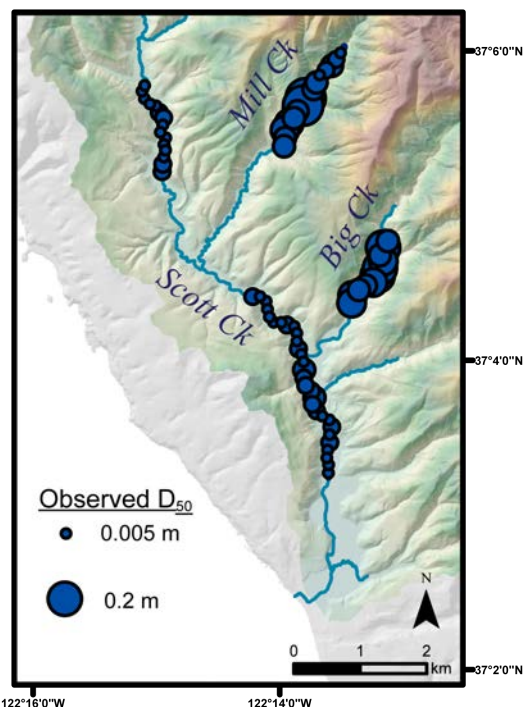 37°6'0"N
Mill Ck
Big Ck
Scott Ck
37°4'0"N
Observed D50
0.005 m
0.2 m
N
0 1 2
km
37°2'0"N
122°16'0"W 122°14'0"W